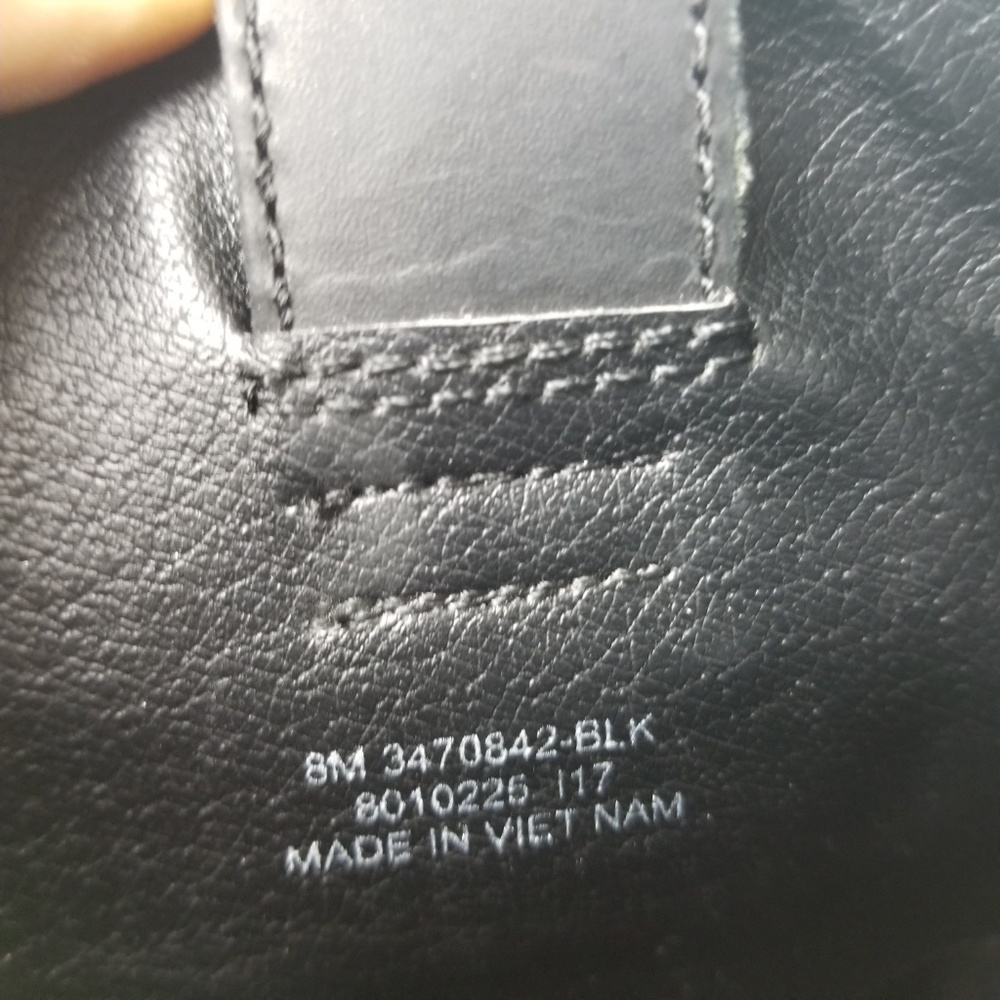 8M 3470842-BLK
8010225 I17
MADE IN VIET NAM